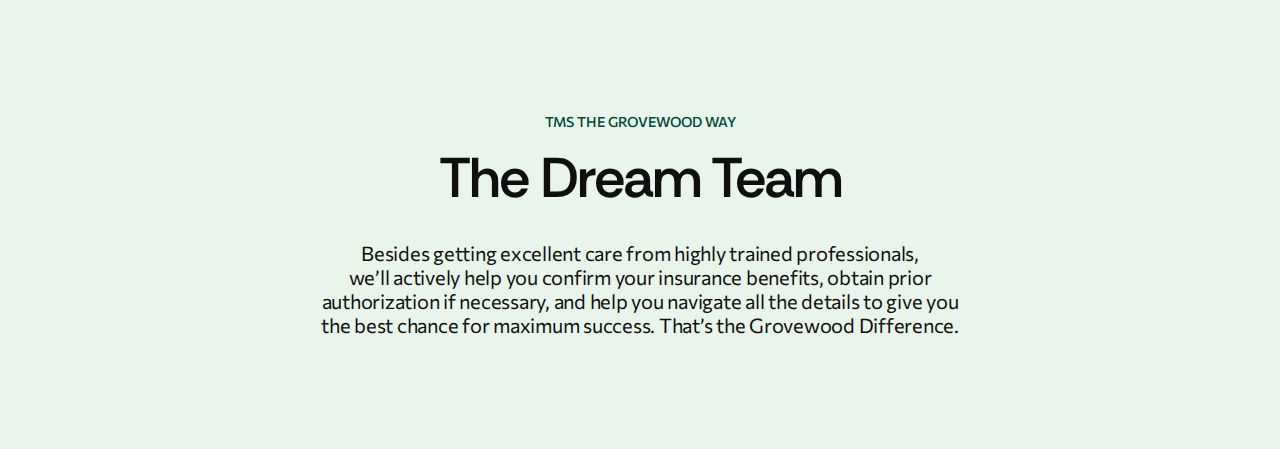 TMS THE GROVEWOOD WAY
The Dream Team
Besides getting excellent care from highly trained professionals,
we’ll actively help you confirm your insurance benefits, obtain prior
authorization if necessary, and help you navigate all the details to give you
the best chance for maximum success. That’s the Grovewood Difference.